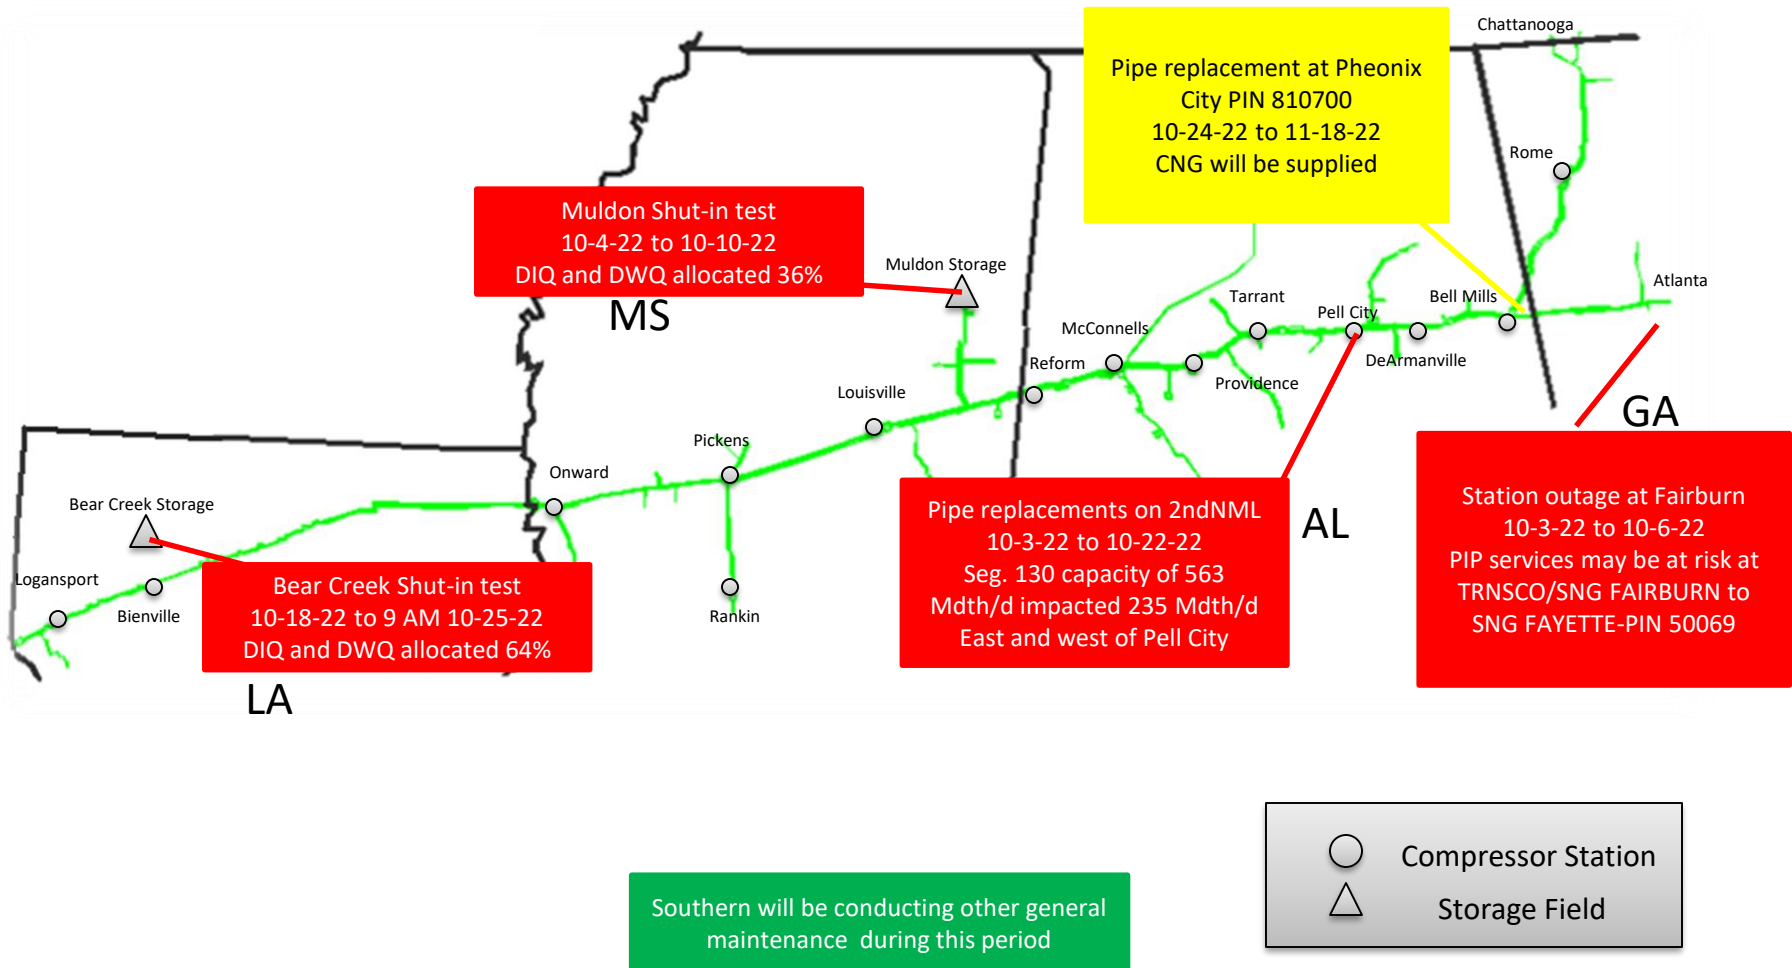 Chattanooga
Pipe replacement at Pheonix
City PIN 810700
10-24-22 to 11-18-22
CNG will be supplied
Rome
Muldon Shut-in test
10-4-22 to 10-10-22
DIQ and DWQ allocated 36%
Muldon Storage
MS
Atlanta
Tarrant
Bell Mills
Pell City
McConnells
DeArmanville
Reform
Providence
Louisville
GA
Pickens
Onward
Bear Creek Storage
Pipe replacements on 2ndNML
10-3-22 to 10-22-22
Seg. 130 capacity of 563
Mdth/d impacted 235 Mdth/d
East and west of Pell City
AL
Station outage at Fairburn
10-3-22 to 10-6-22
PIP services may be at risk at
TRNSCO/SNG FAIRBURN to
SNG FAYETTE-PIN 50069
Logansport
Bienville
Bear Creek Shut-in test
10-18-22 to 9 AM 10-25-22
DIQ and DWQ allocated 64%
Rankin
LA
Compressor Station
Storage Field
Southern will be conducting other general
maintenance  during this period